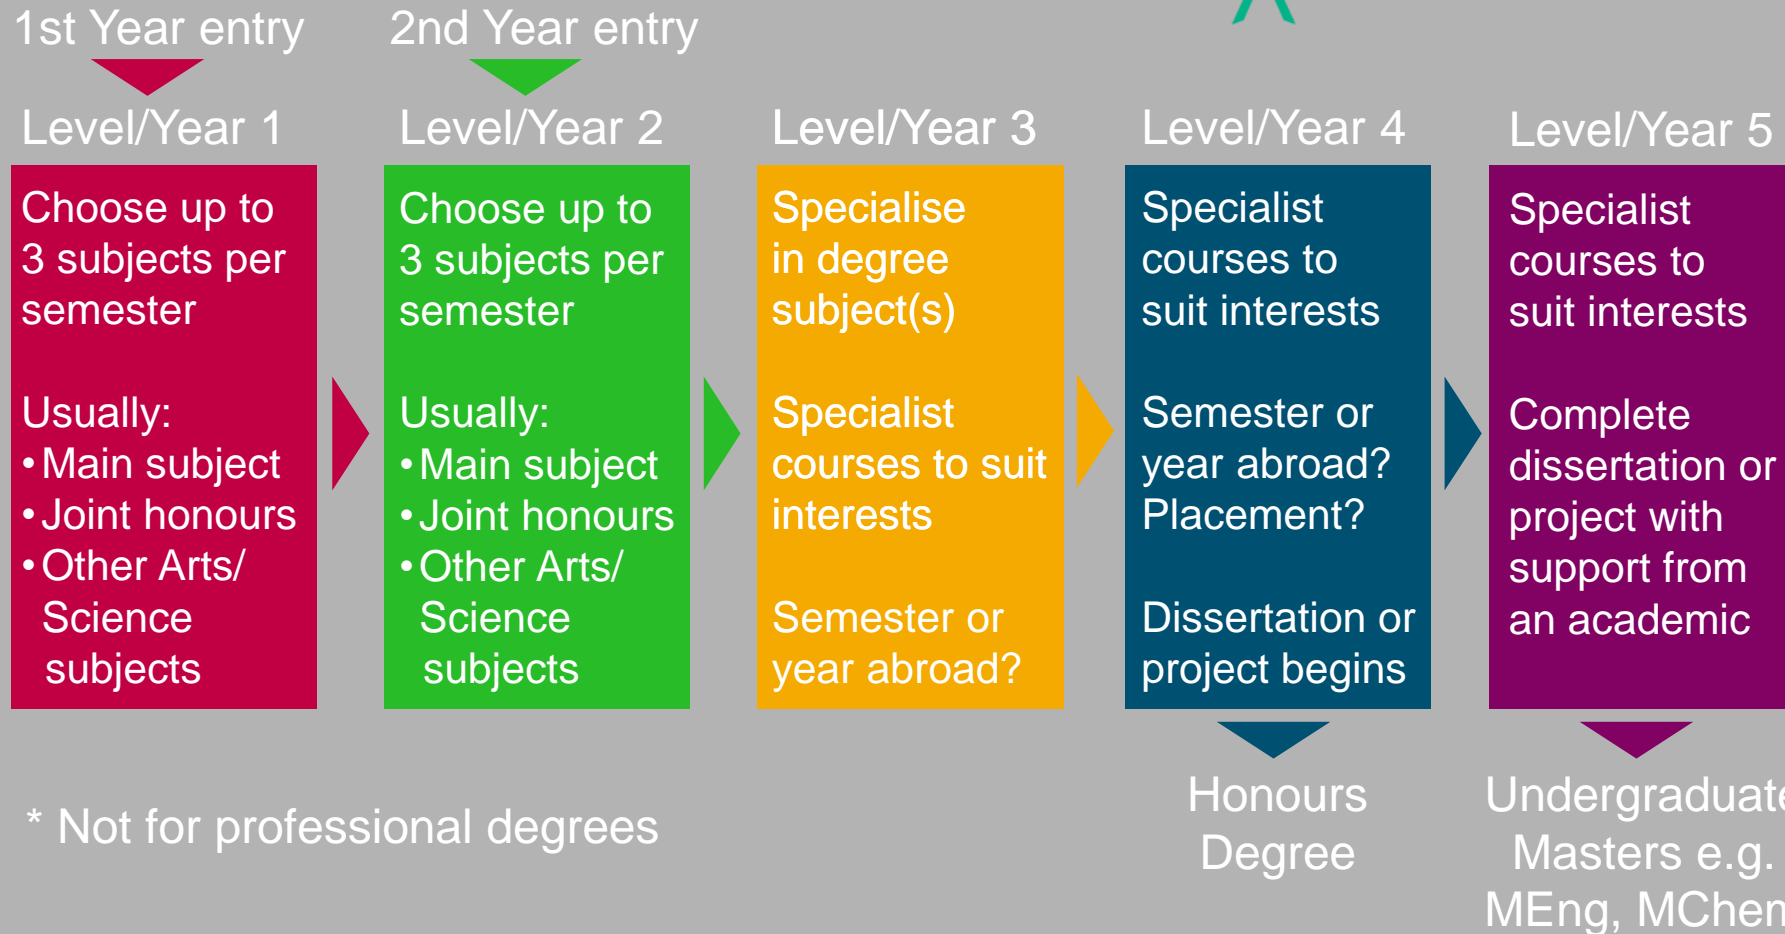 1st Year entry
2nd Year entry
Level/Year 1
Level/Year 2
Level/Year 3
Level/Year 4
Level/Year 5
Choose up to
3 subjects per
semester
Usually:
•Main subject
•Joint honours
•Other Arts/
Science
subjects
Choose up to
3 subjects per
semester
Usually:
•Main subject
•Joint honours
•Other Arts/
Science
subjects
Specialise
in degree
subject(s)
Specialist
courses to suit
interests
Semester or
year abroad?
Specialist
courses to
suit interests
Semester or
year abroad?
Placement?
Dissertation or
project begins
Specialist
courses to
suit interests
Complete
dissertation or
project with
support from
an academic
* Not for professional degrees
Honours
Degree
Undergraduate
Masters e.g.
MEng, MChem